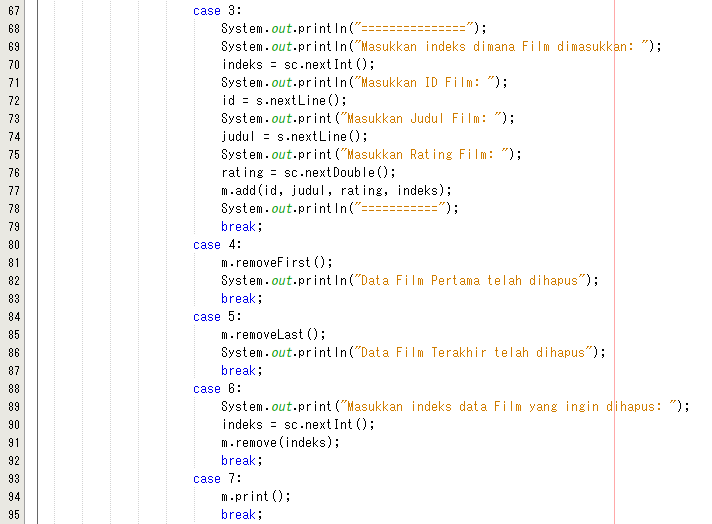 67 case 3:
68 System.out.println("===============");
69 System.out.println("Masukkan indeks dimana Film dimasukkan: ");
70 indeks = sc.nextInt();
71 System.out.println("Masukkan ID Film: ");
72 id = s.nextLine();
73 System.out.print("Masukkan Judul Film: ");
74 judul = s.nextLine();
75 System.out.print("Masukkan Rating Film: ");
76 rating = sc.nextDouble();
77 m.add(id, judul, rating, indeks);
78 System.out.println("===========");
79 break;
80 case 4:
81 m.removeFirst();
82 System.out.println("Data Film Pertama telah dihapus");
83 break;
84 case 5:
85 m.removeLast();
86 System.out.println("Data Film Terakhir telah dihapus");
87 break;
88 case 6:
89 System.out.print("Masukkan indeks data Film yang ingin dihapus: ");
90 indeks = sc.nextInt();
91 m.remove(indeks);
92 break;
93 case 7:
94 m.print();
95 break;